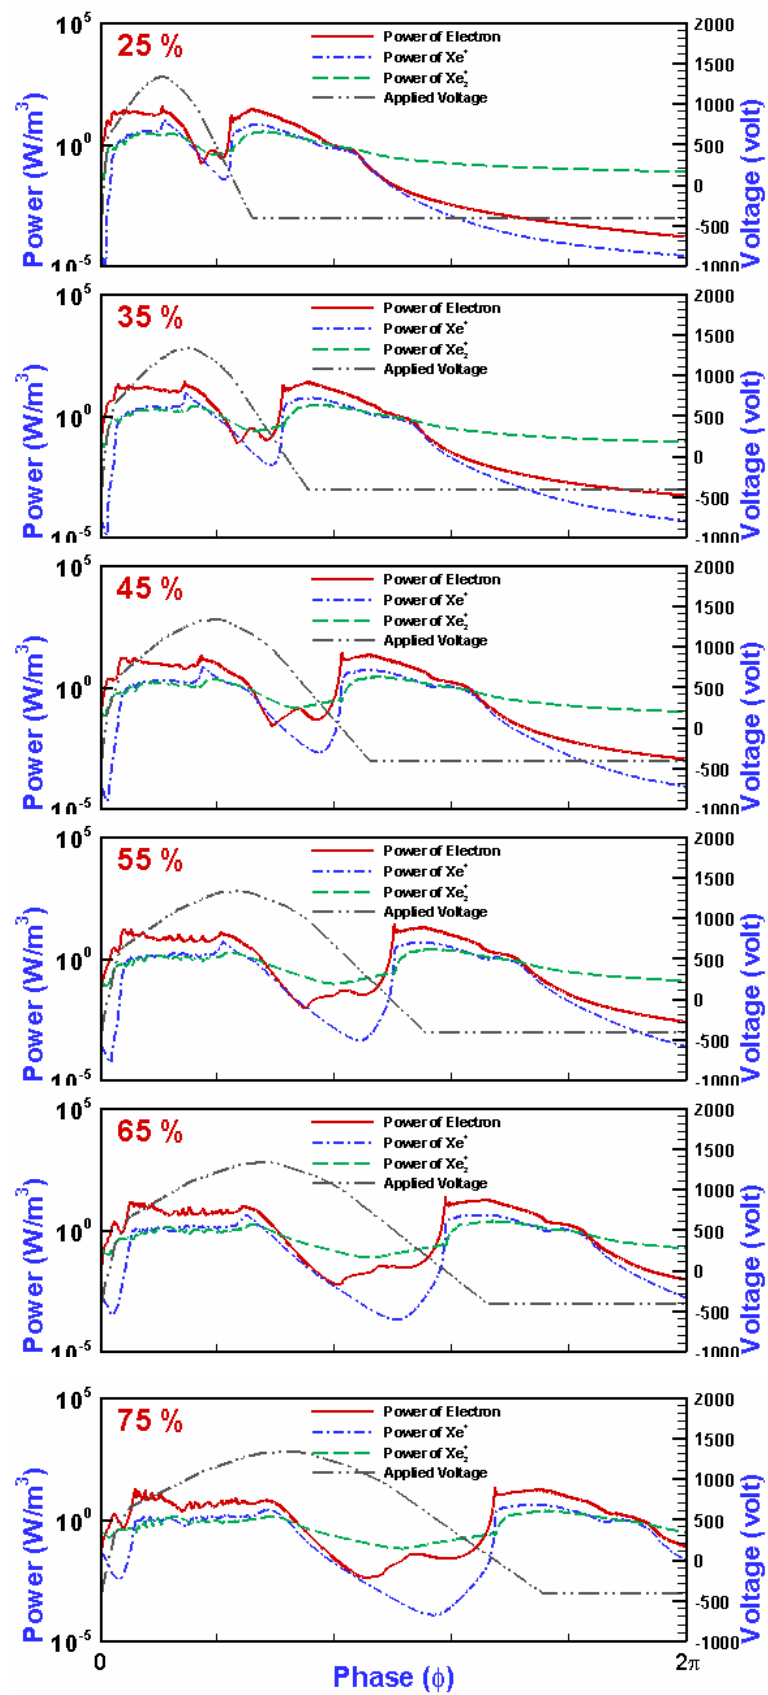 10^5
25 %
Power of Electron
Power of Xe^+
Power of Xe_2^+
Applied Voltage
10^0
10^-5
Power (W/m^3)
2000
1500
1000
500
0
-500
-1000
Voltage ( volt)
10^5
35 %
Power of Electron
Power of Xe^+
Power of Xe_2^+
Applied Voltage
10^0
10^-5
Power (W/m^3)
2000
1500
1000
500
0
-500
-1000
Voltage ( volt)
10^5
45 %
Power of Electron
Power of Xe^+
Power of Xe_2^+
Applied Voltage
10^0
10^-5
Power (W/m^3)
2000
1500
1000
500
0
-500
-1000
Voltage ( volt)
10^5
55 %
Power of Electron
Power of Xe^+
Power of Xe_2^+
Applied Voltage
10^0
10^-5
Power (W/m^3)
2000
1500
1000
500
0
-500
-1000
Voltage ( volt)
10^5
65 %
Power of Electron
Power of Xe^+
Power of Xe_2^+
Applied Voltage
10^0
10^-5
Power (W/m^3)
2000
1500
1000
500
0
-500
-1000
Voltage ( volt)
10^5
75 %
Power of Electron
Power of Xe^+
Power of Xe_2^+
Applied Voltage
10^0
10^-5
Power (W/m^3)
2000
1500
1000
500
0
-500
-1000
Voltage ( volt)
0
2π
Phase (ϕ)